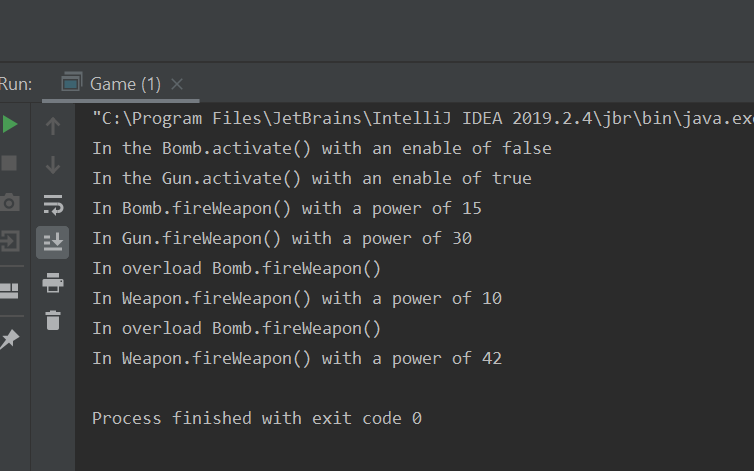 Run:
Game (1)
"C:\Program Files\JetBrains\IntelliJ IDEA 2019.2.4\jbr\bin\java.exe
In the Bomb.activate() with an enable of false
In the Gun.activate() with an enable of true
In Bomb.fireWeapon() with a power of 15
In Gun.fireWeapon() with a power of 30
In overload Bomb.fireWeapon()
In Weapon.fireWeapon() with a power of 10
In overload Bomb.fireWeapon()
In Weapon.fireWeapon() with a power of 42
Process finished with exit code 0